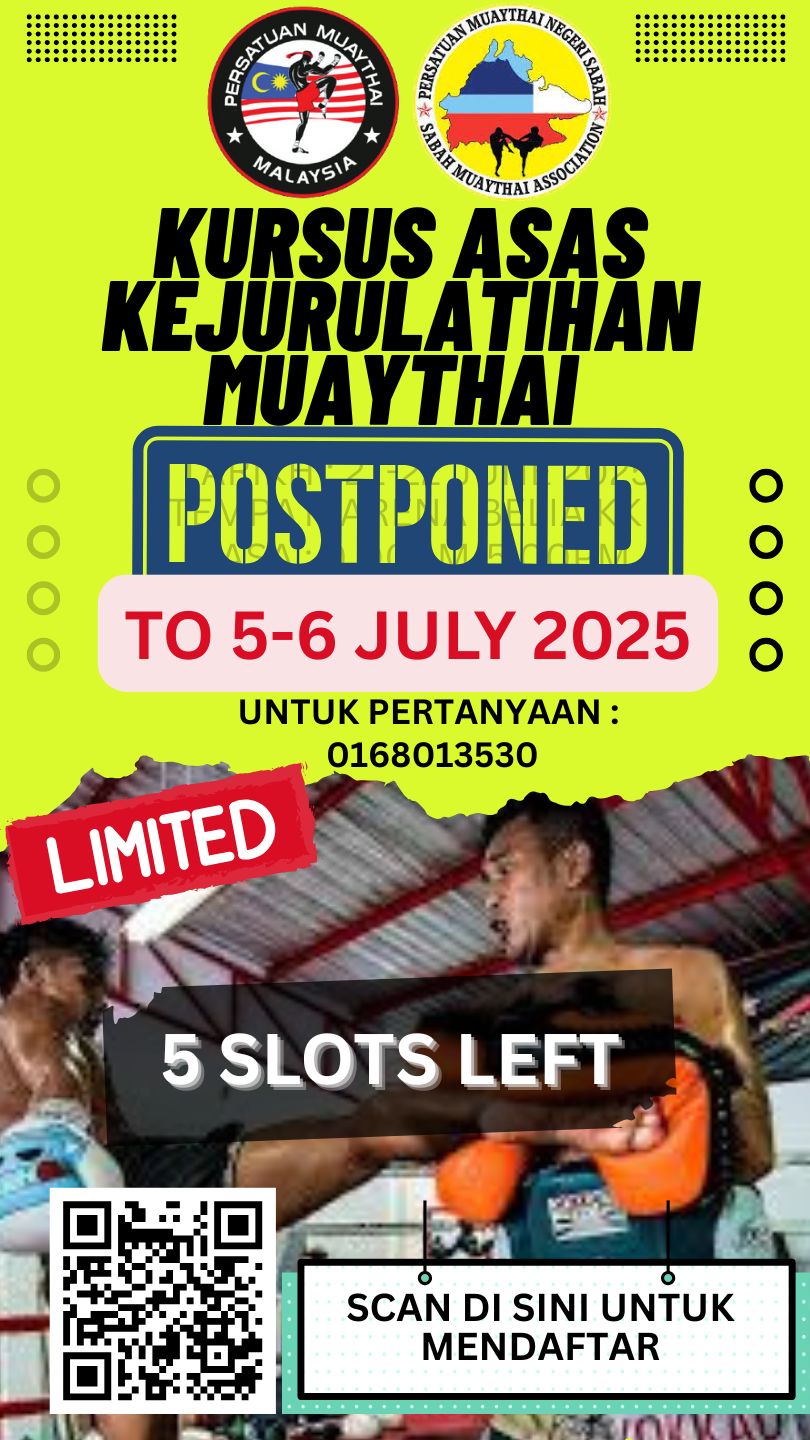 PERSATUAN MUAYTHAI
MALAYSIA
PERSATUAN MUAYTHAI NEGERI SABAH
SABAH MUAYTHAI ASSOCIATION
KURSUS ASAS
KEJURULATIHAN
MUAYTHAI
POSTPONED
TO 5-6 JULY 2025
UNTUK PERTANYAAN :
0168013530
LIMITED
5 SLOTS LEFT
SCAN DI SINI UNTUK
MENDAFTAR